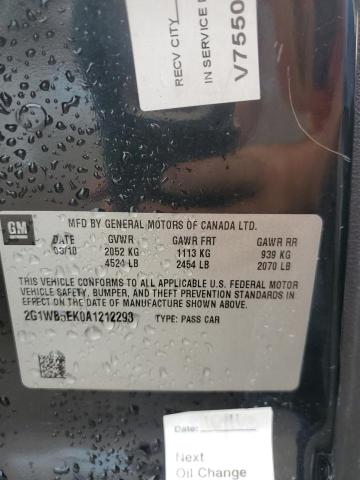 RECV CITY
IN SERVICE
V7550
GM
MFD BY GENERAL MOTORS OF CANADA LTD.
DATE GVWR GAWR FRT GAWR RR
03/10 2052 KG 1113 KG 939 KG
4524 LB 2454 LB 2070 LB
THIS VEHICLE CONFORMS TO ALL APPLICABLE U.S. FEDERAL MOTOR
VEHICLE SAFETY, BUMPER, AND THEFT PREVENTION STANDARDS
IN EFFECT ON THE DATE OF MANUFACTURE SHOWN ABOVE.
2G1WB5EK0A1212293 TYPE: PASS CAR
Date:
Next
Oil Change